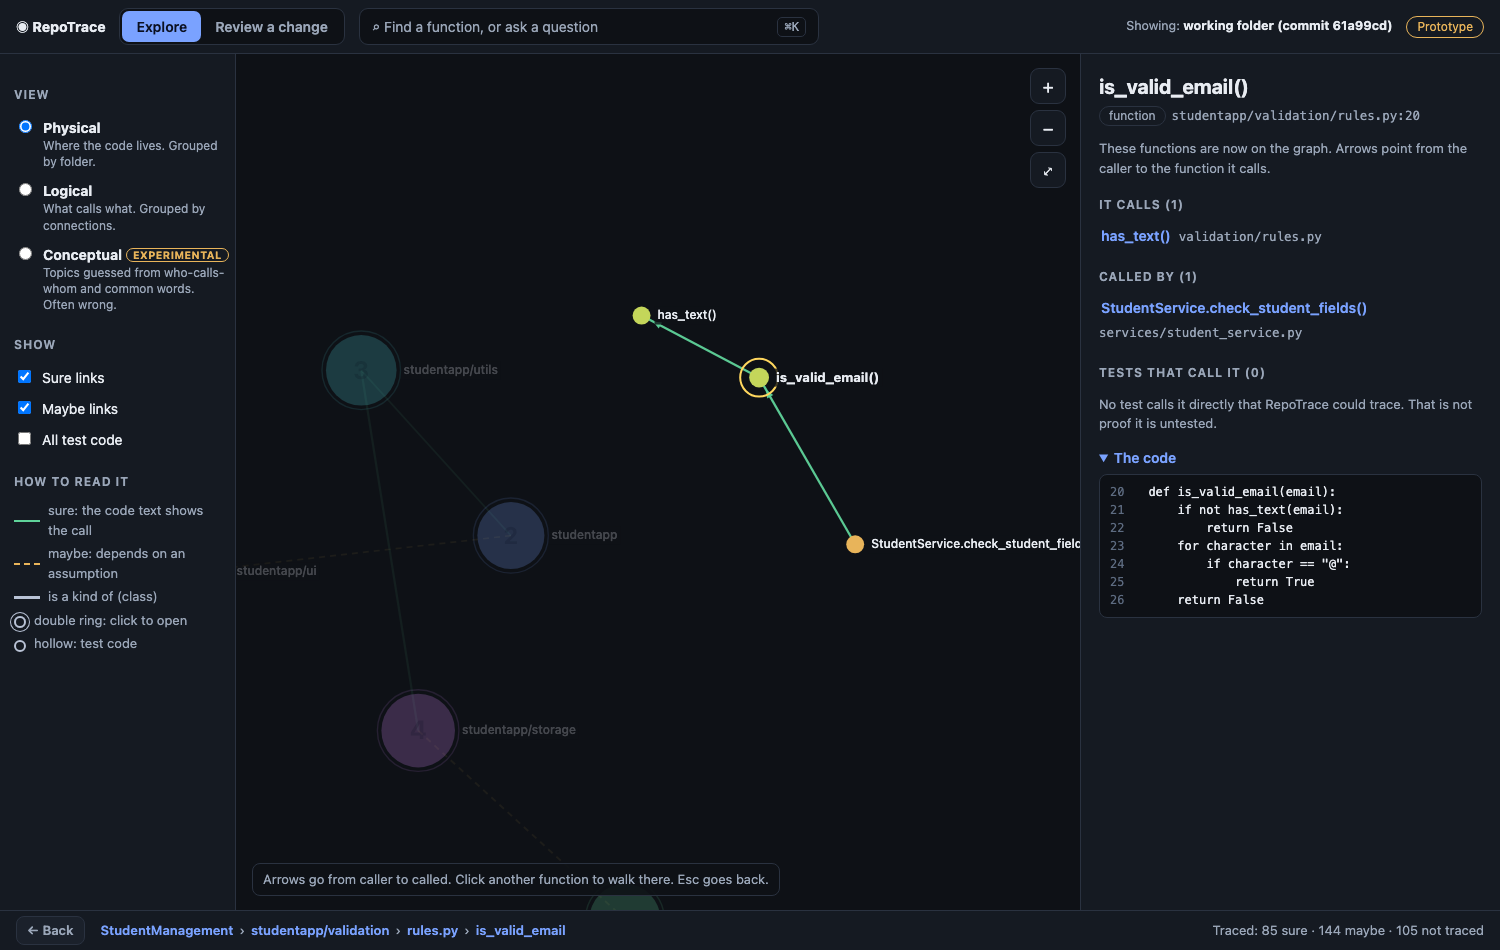 RepoTrace
Explore
Review a change
Find a function, or ask a question
⌘K
Showing: working folder (commit 61a99cd)
Prototype
VIEW
Physical
Where the code lives. Grouped
by folder.
Logical
What calls what. Grouped by
connections.
Conceptual EXPERIMENTAL
Topics guessed from who-calls-
whom and common words.
Often wrong.
SHOW
Sure links
Maybe links
All test code
HOW TO READ IT
sure: the code text shows
the call
maybe: depends on an
assumption
is a kind of (class)
double ring: click to open
hollow: test code
+
−
has_text()
3
studentapp/utils
is_valid_email()
2
studentapp
StudentService.check_student_fielc
studentapp/ui
4
studentapp/storage
Arrows go from caller to called. Click another function to walk there. Esc goes back.
is_valid_email()
function studentapp/validation/rules.py:20
These functions are now on the graph. Arrows point from the
caller to the function it calls.
IT CALLS (1)
has_text() validation/rules.py
CALLED BY (1)
StudentService.check_student_fields()
services/student_service.py
TESTS THAT CALL IT (0)
No test calls it directly that RepoTrace could trace. That is not
proof it is untested.
▼ The code
20 def is_valid_email(email):
21 if not has_text(email):
22 return False
23 for character in email:
24 if character == "@":
25 return True
26 return False
← Back
StudentManagement › studentapp/validation › rules.py › is_valid_email
Traced: 85 sure · 144 maybe · 105 not traced